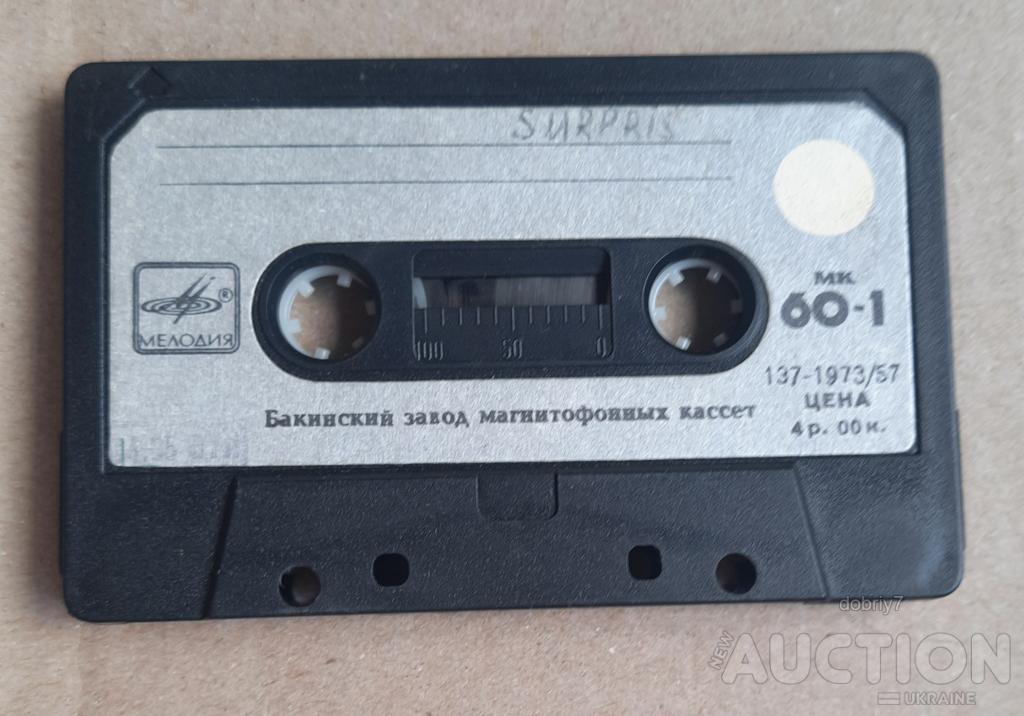 SURPRIS
МК
60-1
®
МЕЛОДИЯ
100 50 0
137-1973/57
ЦЕНА
4р. 00к.
Бакинский завод магнитофонных кассет
dobriy7
NEW AUCTION
UKRAINE